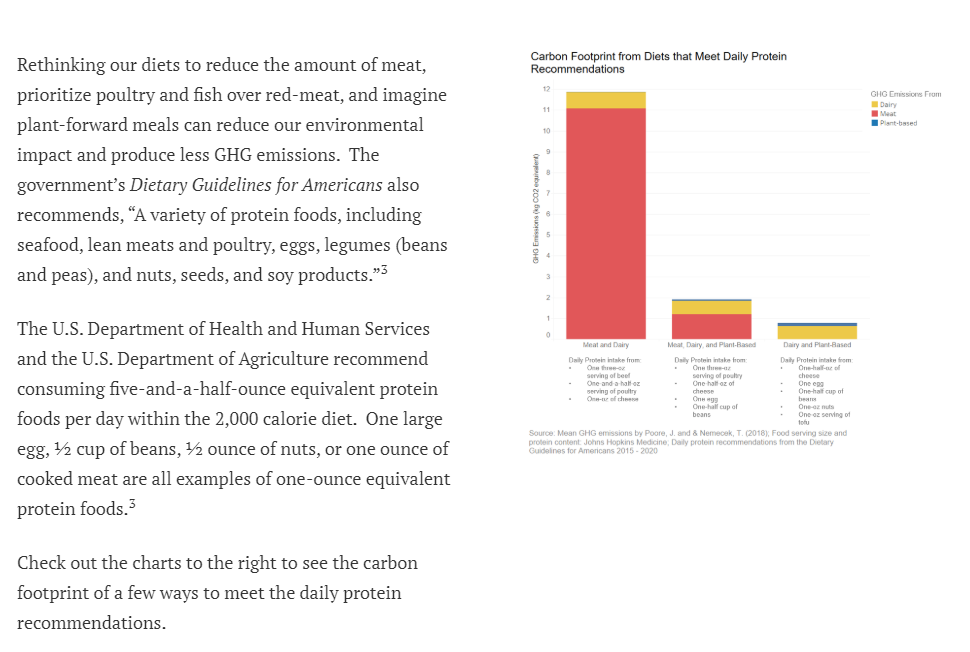 Rethinking our diets to reduce the amount of meat,
prioritize poultry and fish over red-meat, and imagine
plant-forward meals can reduce our environmental
impact and produce less GHG emissions.  The
government’s Dietary Guidelines for Americans also
recommends, “A variety of protein foods, including
seafood, lean meats and poultry, eggs, legumes (beans
and peas), and nuts, seeds, and soy products.”³
The U.S. Department of Health and Human Services
and the U.S. Department of Agriculture recommend
consuming five-and-a-half-ounce equivalent protein
foods per day within the 2,000 calorie diet.  One large
egg, ½ cup of beans, ½ ounce of nuts, or one ounce of
cooked meat are all examples of one-ounce equivalent
protein foods.³
Check out the charts to the right to see the carbon
footprint of a few ways to meet the daily protein
recommendations.
Carbon Footprint from Diets that Meet Daily Protein
Recommendations
GHG Emissions (kg CO2 equivalent)
12
11
10
9
8
7
6
5
4
3
2
1
0
GHG Emissions From
Dairy
Meat
Plant-based
Meat and Dairy
Meat, Dairy, and Plant-Based
Dairy and Plant-Based
Daily Protein intake from:
• One three-oz
serving of beef
• One and a half-oz
serving of poultry
• One-oz of cheese
Daily Protein intake from:
• One three-oz
serving of poultry
• One-half-oz of
cheese
• One egg
• One-half cup of
beans
Daily Protein intake from:
• One-half-oz of
cheese
• One egg
• One-half cup of
beans
• One-oz nuts
• One-oz serving of
tofu
Source: Mean GHG emissions by Poore, J. and & Nemecek, T. (2018); Food serving size and
protein content: Johns Hopkins Medicine; Daily protein recommendations from the Dietary
Guidelines for Americans 2015 - 2020